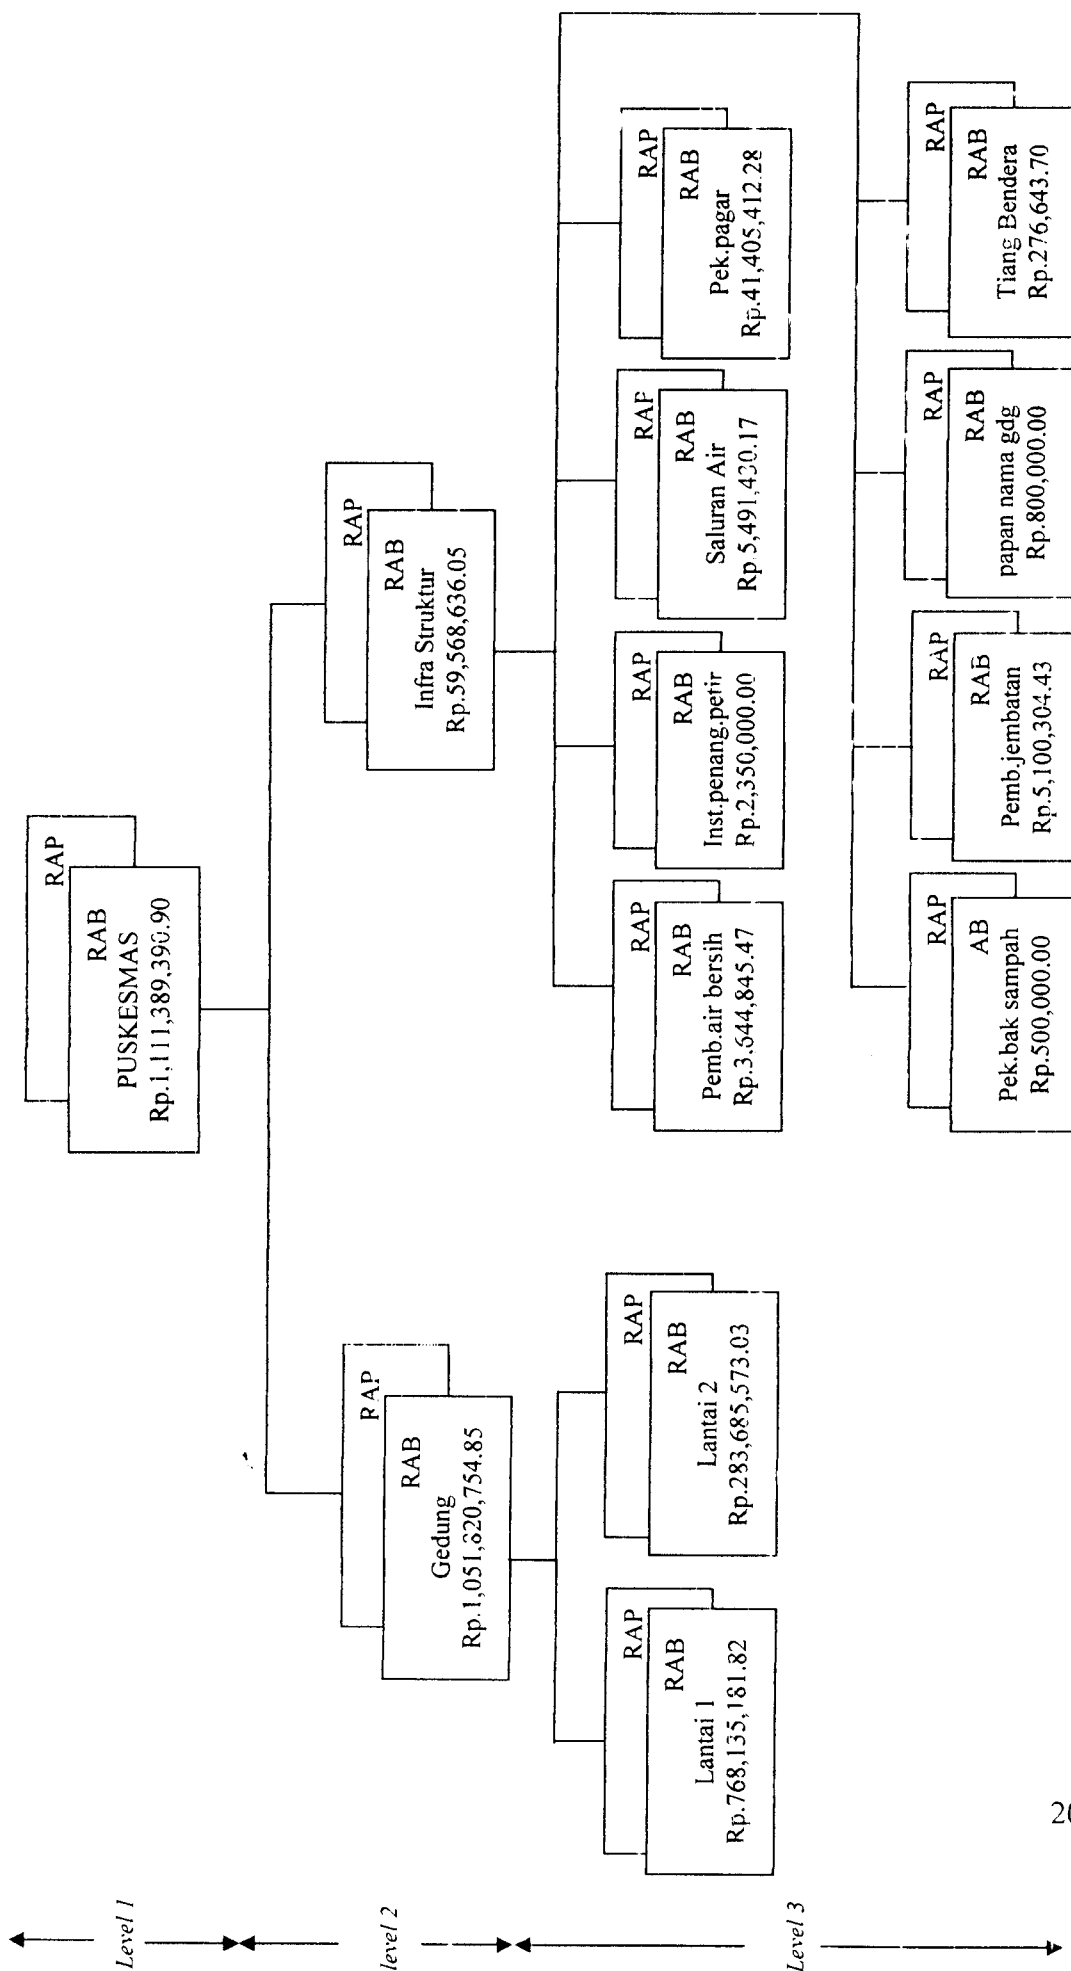 RAP
RAB
PUSKESMAS
Rp.1,111,389,390.90
RAP
RAB
Gedung
Rp.1,051,820,754.85
RAP
RAB
Infra Struktur
Rp.59,568,636.05
RAP
RAB
Lantai 1
Rp.768,135,181.82
RAP
RAB
Lantai 2
Rp.283,685,573.03
RAP
RAB
Pemb.air bersih
Rp.3.644,845.47
RAP
RAB
Inst.penang.petir
Rp.2,350,000.00
RAP
RAB
Saluran Air
Rp.5,491,430.17
RAP
RAB
Pek.pagar
Rp.41,405,412.28
RAP
AB
Pek.bak sampah
Rp.500,000.00
RAP
RAB
Pemb.jembatan
Rp.5,100,304.43
RAP
RAB
papan nama gdg
Rp.800,000.00
RAP
RAB
Tiang Bendera
Rp.276,643.70
Level 1
level 2
Level 3